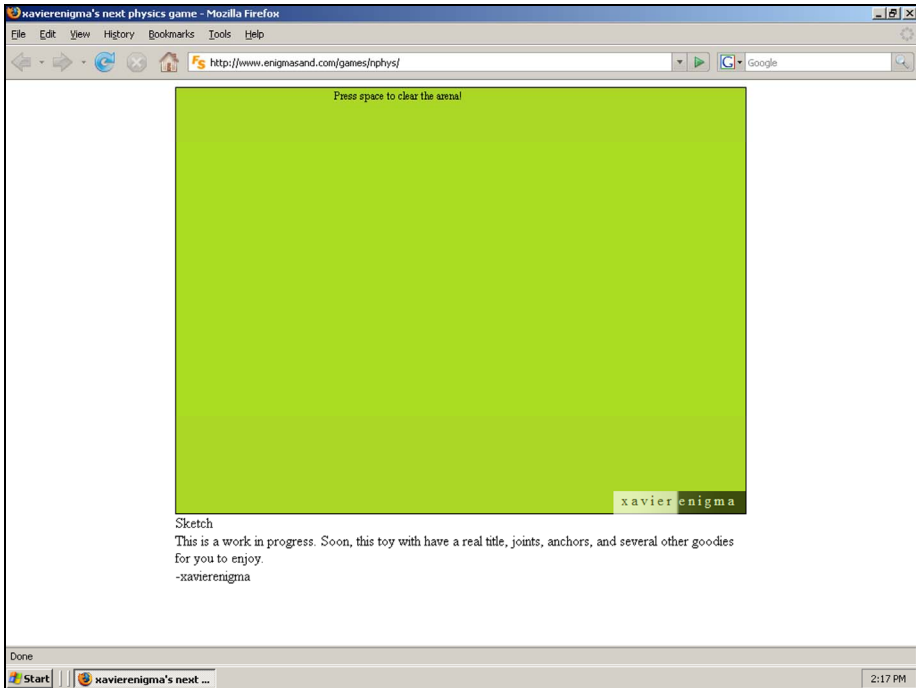 xavierenigma's next physics game - Mozilla Firefox
File Edit View History Bookmarks Tools Help
FS http://www.enigmasand.com/games/nphys/ G Google
Press space to clear the arena!
xavierenigma
Sketch
This is a work in progress. Soon, this toy with have a real title, joints, anchors, and several other goodies
for you to enjoy.
-xavierenigma
Done
Start xavierenigma's next ... 2:17 PM